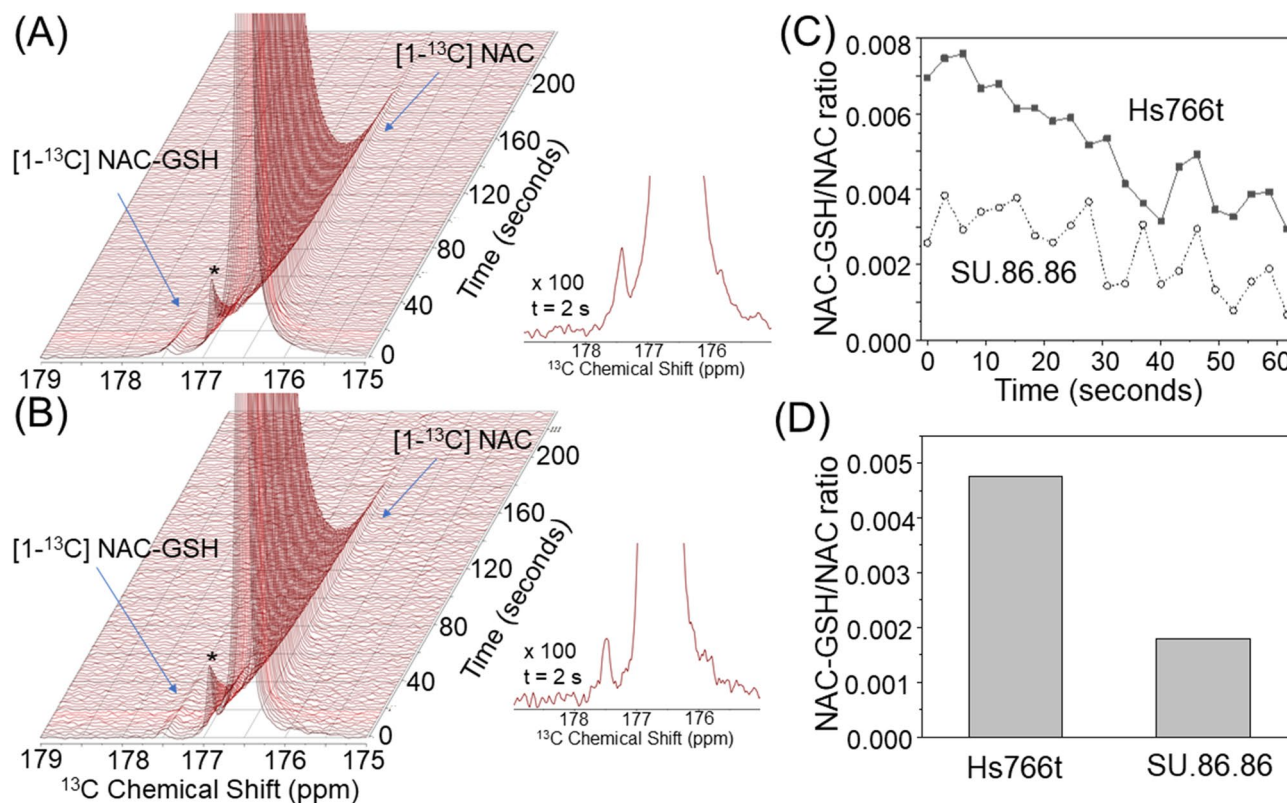 (A)
[1-¹³C] NAC
[1-¹³C] NAC-GSH
*
200
160
120
80
40
0
Time (seconds)
179 178 177 176 175
x 100
t = 2 s
178 177 176
¹³C Chemical Shift (ppm)
(B)
[1-¹³C] NAC
[1-¹³C] NAC-GSH
*
200
160
120
80
40
0
Time (seconds)
179 178 177 176 175
¹³C Chemical Shift (ppm)
x 100
t = 2 s
178 177 176
¹³C Chemical Shift (ppm)
(C)
NAC-GSH/NAC ratio
0.008
0.006
0.004
0.002
0.000
Hs766t
SU.86.86
0 10 20 30 40 50 60
Time (seconds)
(D)
NAC-GSH/NAC ratio
0.005
0.004
0.003
0.002
0.001
0.000
Hs766t SU.86.86